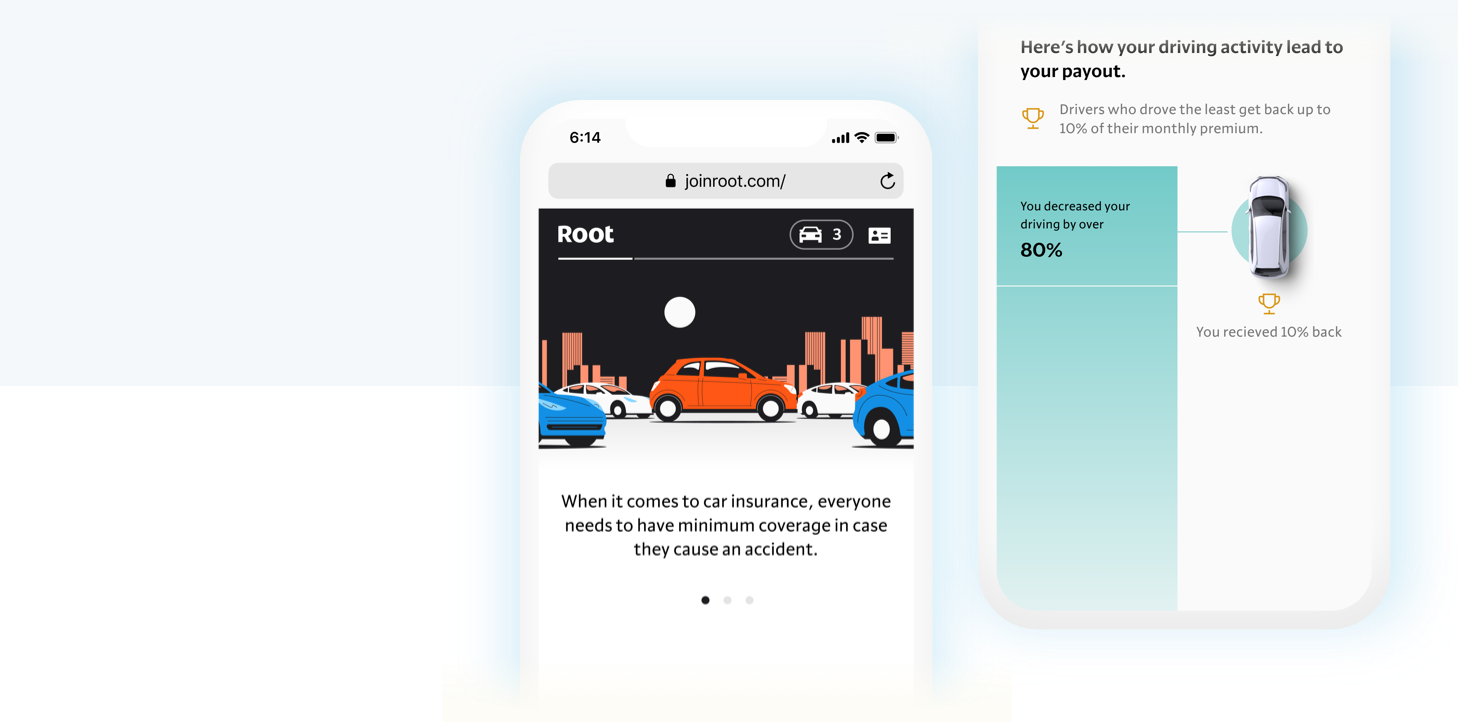 6:14
joinroot.com/
Root
3
When it comes to car insurance, everyone
needs to have minimum coverage in case
they cause an accident.
Here's how your driving activity lead to
your payout.
Drivers who drove the least get back up to
10% of their monthly premium.
You decreased your
driving by over
80%
You recieved 10% back